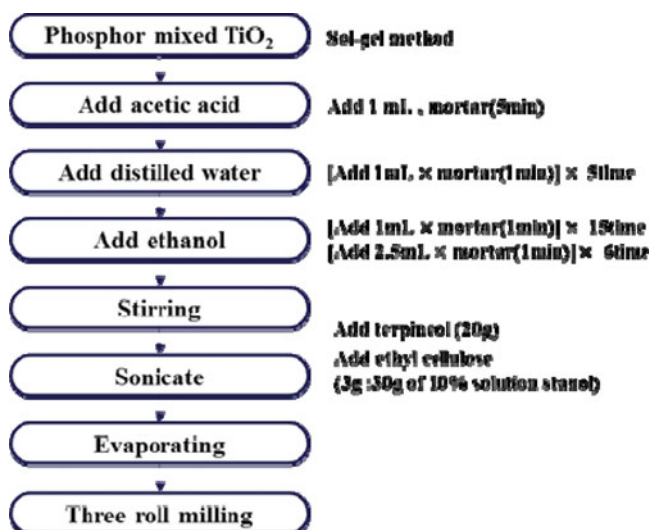 Phosphor mixed TiO₂ Sol-gel method
Add acetic acid Add 1 mL , mortar(5min)
Add distilled water [Add 1mL × mortar(1min)] × 5time
Add ethanol [Add 1mL × mortar(1min)] × 15time
[Add 2.5mL × mortar(1min)] × 6time
Stirring
Add terpineol (20g)
Sonicate Add ethyl cellulose
(3g :30g of 10% solution etanol)
Evaporating
Three roll milling